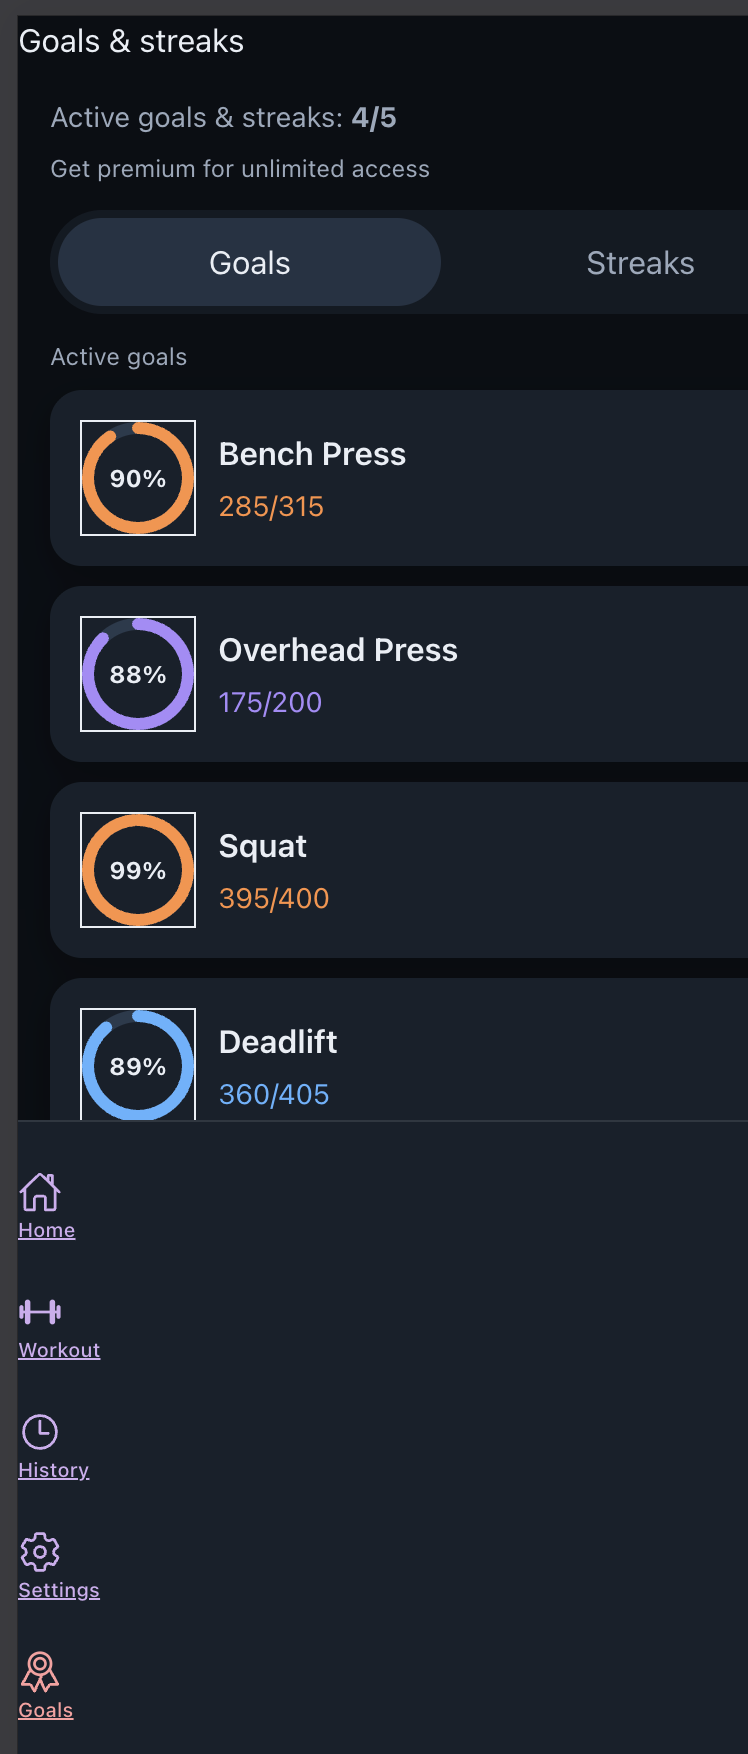 Goals & streaks
Active goals & streaks: 4/5
Get premium for unlimited access
Goals
Streaks
Active goals
90%
Bench Press
285/315
88%
Overhead Press
175/200
99%
Squat
395/400
89%
Deadlift
360/405
Home
Workout
History
Settings
Goals